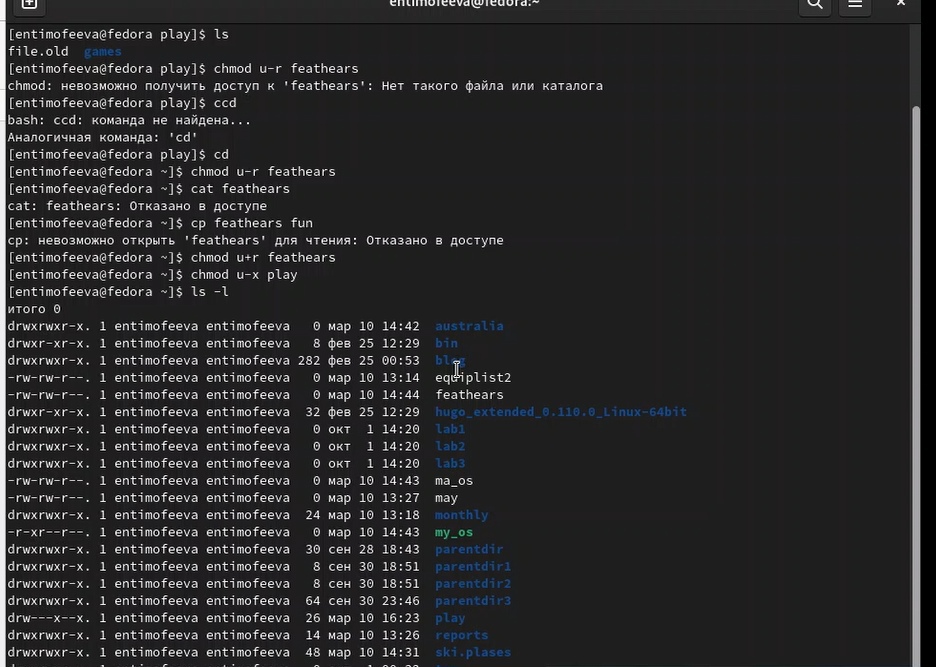 entimofeeva@fedora:~
[entimofeeva@fedora play]$ ls
file.old  games
[entimofeeva@fedora play]$ chmod u-r feathears
chmod: невозможно получить доступ к 'feathears': Нет такого файла или каталога
[entimofeeva@fedora play]$ ccd
bash: ccd: команда не найдена...
Аналогичная команда: 'cd'
[entimofeeva@fedora play]$ cd
[entimofeeva@fedora ~]$ chmod u-r feathears
[entimofeeva@fedora ~]$ cat feathears
cat: feathears: Отказано в доступе
[entimofeeva@fedora ~]$ cp feathears fun
cp: невозможно открыть 'feathears' для чтения: Отказано в доступе
[entimofeeva@fedora ~]$ chmod u+r feathears
[entimofeeva@fedora ~]$ chmod u-x play
[entimofeeva@fedora ~]$ ls -l
итого 0
drwxrwxr-x. 1 entimofeeva entimofeeva   0 мар 10 14:42  australia
drwxr-xr-x. 1 entimofeeva entimofeeva   8 фев 25 12:29  bin
drwxrwxr-x. 1 entimofeeva entimofeeva 282 фев 25 00:53  blog
-rw-rw-r--. 1 entimofeeva entimofeeva   0 мар 10 13:14  equiplist2
-rw-rw-r--. 1 entimofeeva entimofeeva   0 мар 10 14:44  feathears
drwxr-xr-x. 1 entimofeeva entimofeeva  32 фев 25 12:29  hugo_extended_0.110.0_Linux-64bit
drwxrwxr-x. 1 entimofeeva entimofeeva   0 окт  1 14:20  lab1
drwxrwxr-x. 1 entimofeeva entimofeeva   0 окт  1 14:20  lab2
drwxrwxr-x. 1 entimofeeva entimofeeva   0 окт  1 14:20  lab3
-rw-rw-r--. 1 entimofeeva entimofeeva   0 мар 10 14:43  ma_os
-rw-rw-r--. 1 entimofeeva entimofeeva   0 мар 10 13:27  may
drwxrwxr-x. 1 entimofeeva entimofeeva  24 мар 10 13:18  monthly
-r-xr--r--. 1 entimofeeva entimofeeva   0 мар 10 14:43  my_os
drwxrwxr-x. 1 entimofeeva entimofeeva  30 сен 28 18:43  parentdir
drwxrwxr-x. 1 entimofeeva entimofeeva   8 сен 30 18:51  parentdir1
drwxrwxr-x. 1 entimofeeva entimofeeva   8 сен 30 18:51  parentdir2
drwxrwxr-x. 1 entimofeeva entimofeeva  64 сен 30 23:46  parentdir3
drw---x--x. 1 entimofeeva entimofeeva  26 мар 10 16:23  play
drwxrwxr-x. 1 entimofeeva entimofeeva  14 мар 10 13:26  reports
drwxrwxr-x. 1 entimofeeva entimofeeva  48 мар 10 14:31  ski.plases